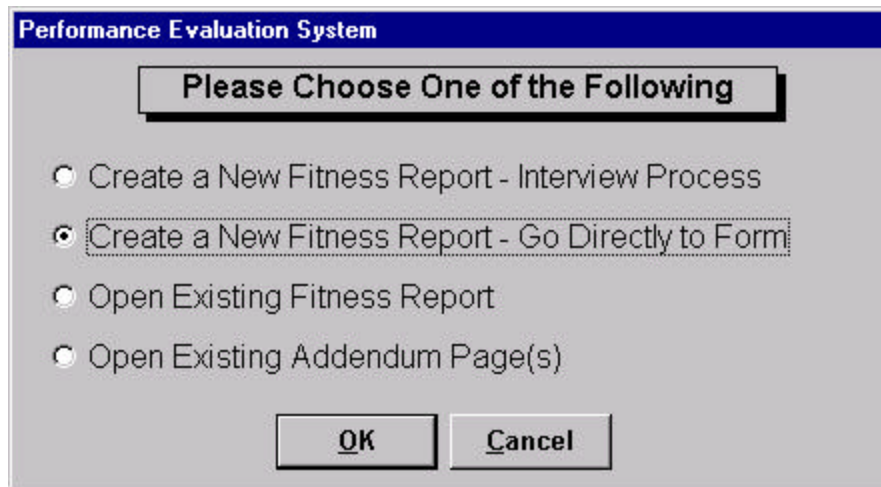 Performance Evaluation System
Please Choose One of the Following
Create a New Fitness Report - Interview Process
Create a New Fitness Report - Go Directly to Form
Open Existing Fitness Report
Open Existing Addendum Page(s)
OK Cancel